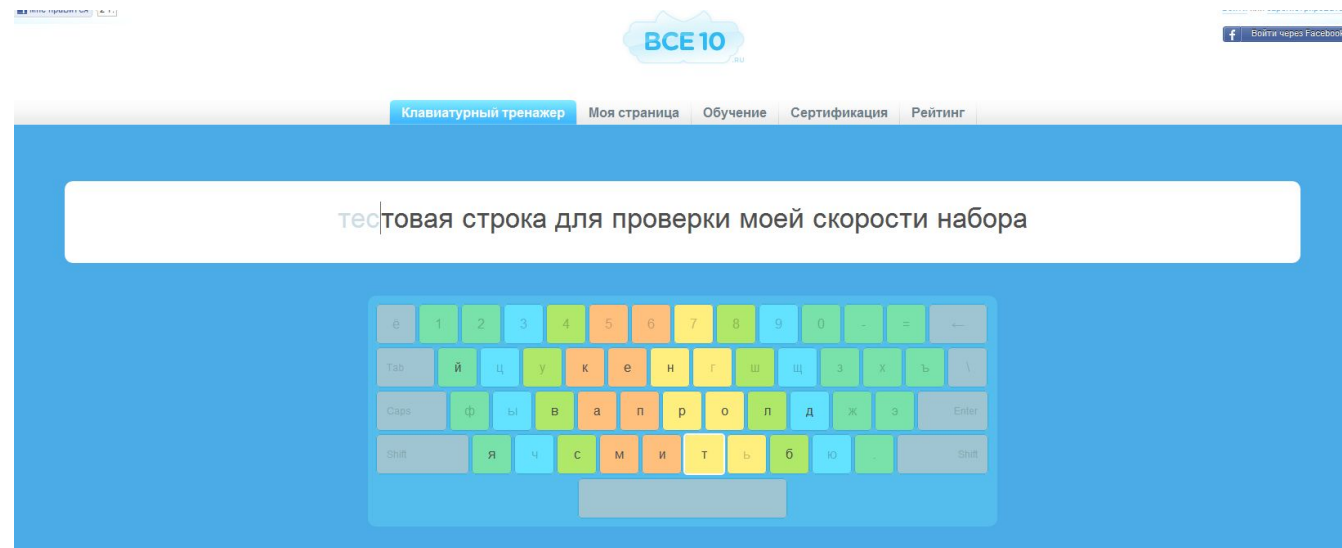 ВСЕ 10
.RU
Войти через Facebook
Клавиатурный тренажер Моя страница Обучение Сертификация Рейтинг
тестовая строка для проверки моей скорости набора
ё 1 2 3 4 5 6 7 8 9 0 - = ←
Tab й ц у к е н г ш щ з х ъ \
Caps ф ы в а п р о л д ж э Enter
Shift я ч с м и т ь б ю . Shift